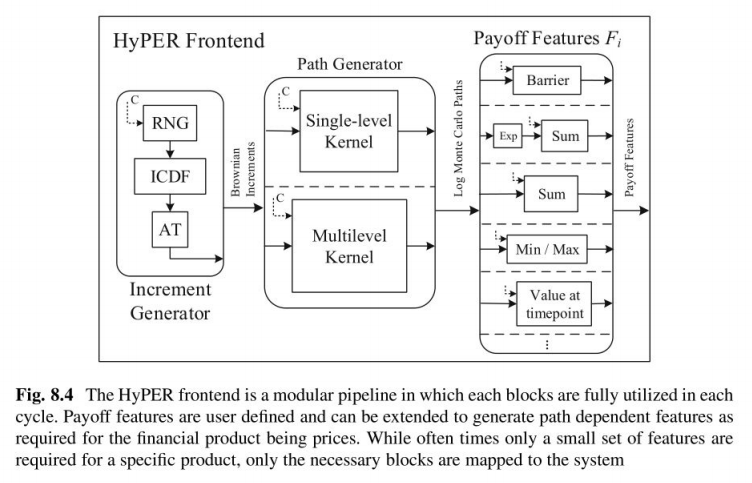 HyPER Frontend
Payoff Features Fi
Path Generator
C
RNG
ICDF
AT
Increment
Generator
Brownian
Increments
C
Single-level
Kernel
C
Multilevel
Kernel
Log Monte Carlo Paths
Barrier
Exp
Sum
Sum
Min / Max
Value at
timepoint
Payoff Features
Fig. 8.4 The HyPER frontend is a modular pipeline in which each blocks are fully utilized in each
cycle. Payoff features are user defined and can be extended to generate path dependent features as
required for the financial product being prices. While often times only a small set of features are
required for a specific product, only the necessary blocks are mapped to the system